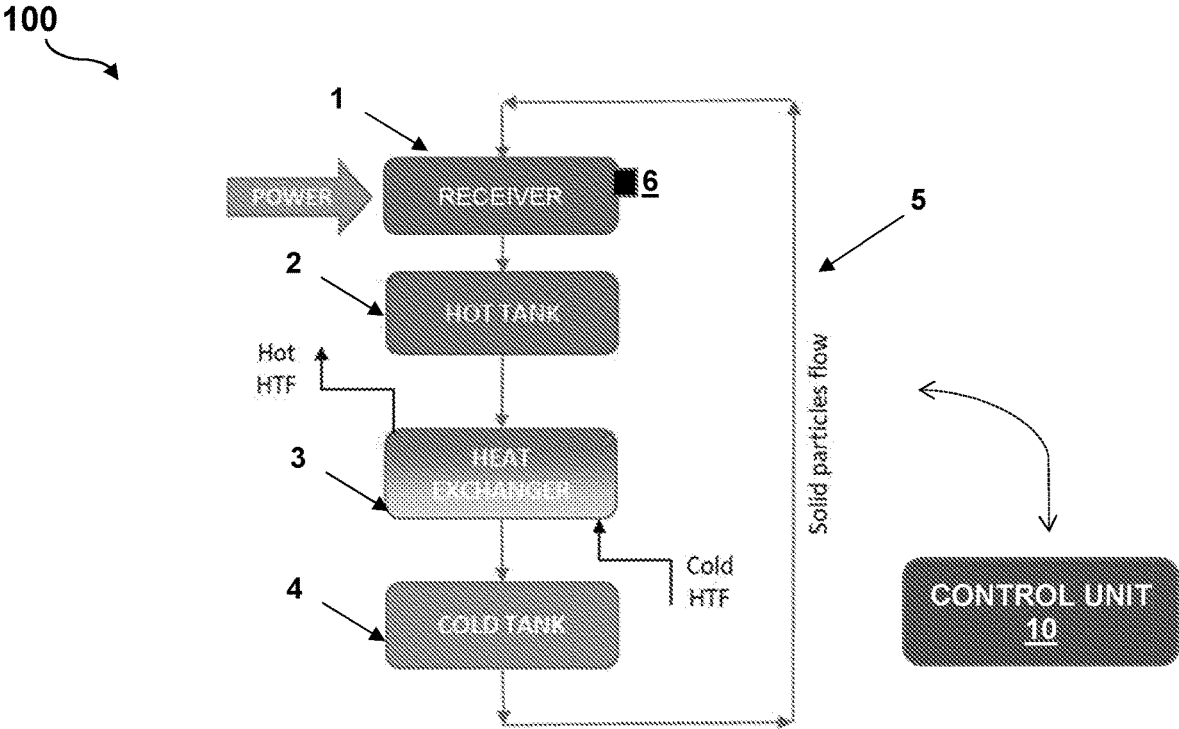 100
1
POWER
RECEIVER
6
5
2
HOT TANK
Hot
HTF
Solid particles flow
3
HEAT
EXCHANGER
Cold
HTF
4
COLD TANK
CONTROL UNIT
10